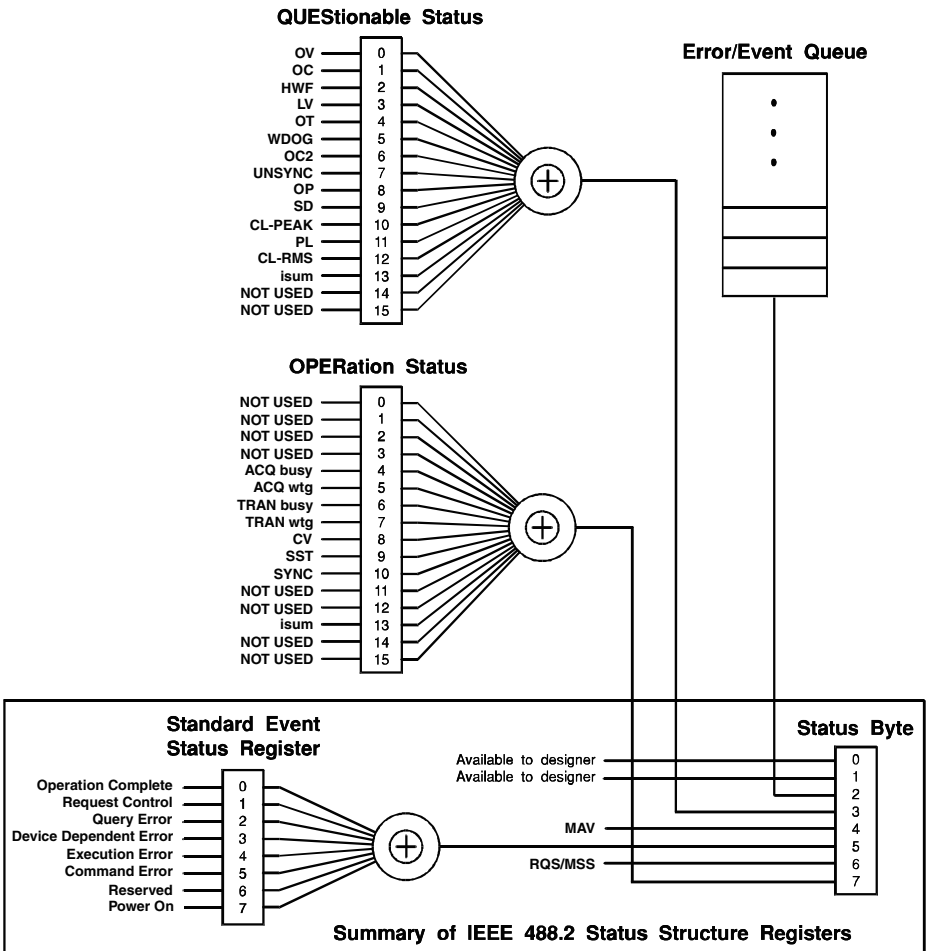 QUEStionable Status
OV 0
OC 1
HWF 2
LV 3
OT 4
WDOG 5
OC2 6
UNSYNC 7
OP 8
SD 9
CL-PEAK 10
PL 11
CL-RMS 12
isum 13
NOT USED 14
NOT USED 15
Error/Event Queue
OPERation Status
NOT USED 0
NOT USED 1
NOT USED 2
NOT USED 3
ACQ busy 4
ACQ wtg 5
TRAN busy 6
TRAN wtg 7
CV 8
SST 9
SYNC 10
NOT USED 11
NOT USED 12
isum 13
NOT USED 14
NOT USED 15
Standard Event
Status Register
Operation Complete 0
Request Control 1
Query Error 2
Device Dependent Error 3
Execution Error 4
Command Error 5
Reserved 6
Power On 7
Status Byte
Available to designer 0
Available to designer 1
2
3
MAV 4
5
RQS/MSS 6
7
Summary of IEEE 488.2 Status Structure Registers